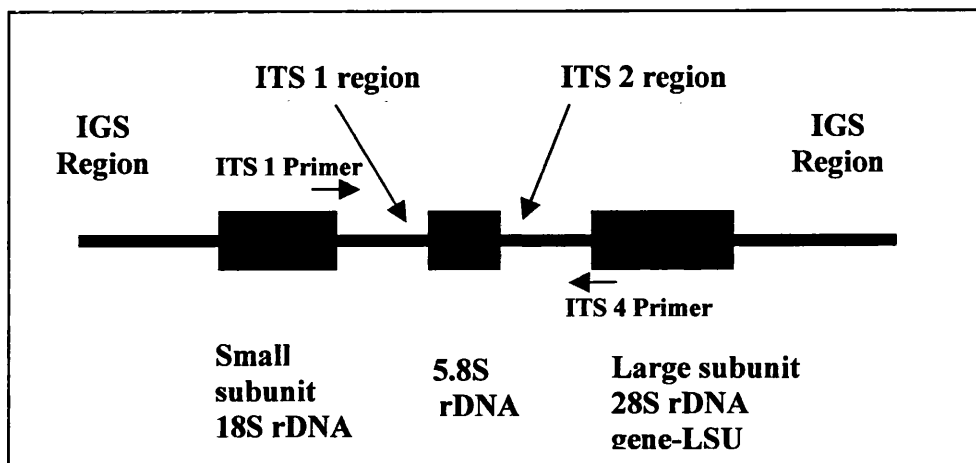 ITS 1 region
ITS 2 region
IGS
Region
IGS
Region
ITS 1 Primer
ITS 4 Primer
Small
subunit
18S rDNA
5.8S
rDNA
Large subunit
28S rDNA
gene-LSU